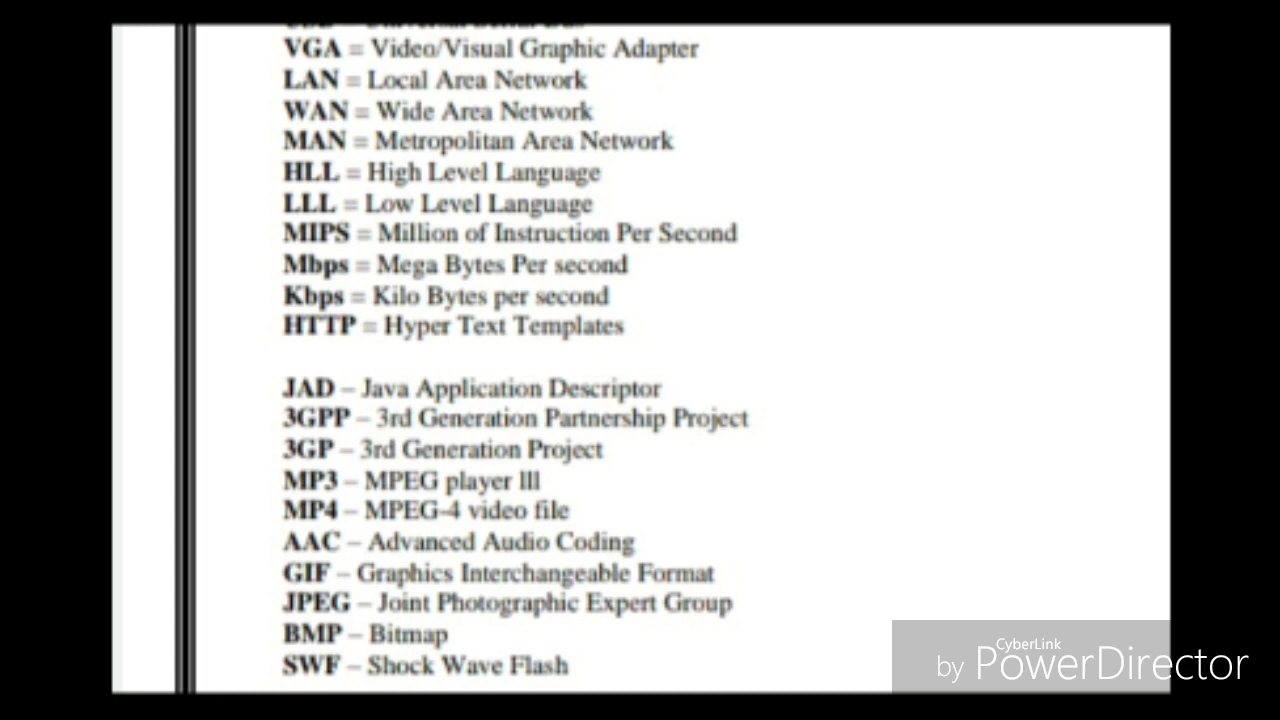 VGA = Video/Visual Graphic Adapter
LAN = Local Area Network
WAN = Wide Area Network
MAN = Metropolitan Area Network
HLL = High Level Language
LLL = Low Level Language
MIPS = Million of Instruction Per Second
Mbps = Mega Bytes Per second
Kbps = Kilo Bytes per second
HTTP = Hyper Text Templates
JAD – Java Application Descriptor
3GPP – 3rd Generation Partnership Project
3GP – 3rd Generation Project
MP3 – MPEG player lll
MP4 – MPEG-4 video file
AAC – Advanced Audio Coding
GIF – Graphics Interchangeable Format
JPEG – Joint Photographic Expert Group
BMP – Bitmap
SWF – Shock Wave Flash
CyberLink
by PowerDirector